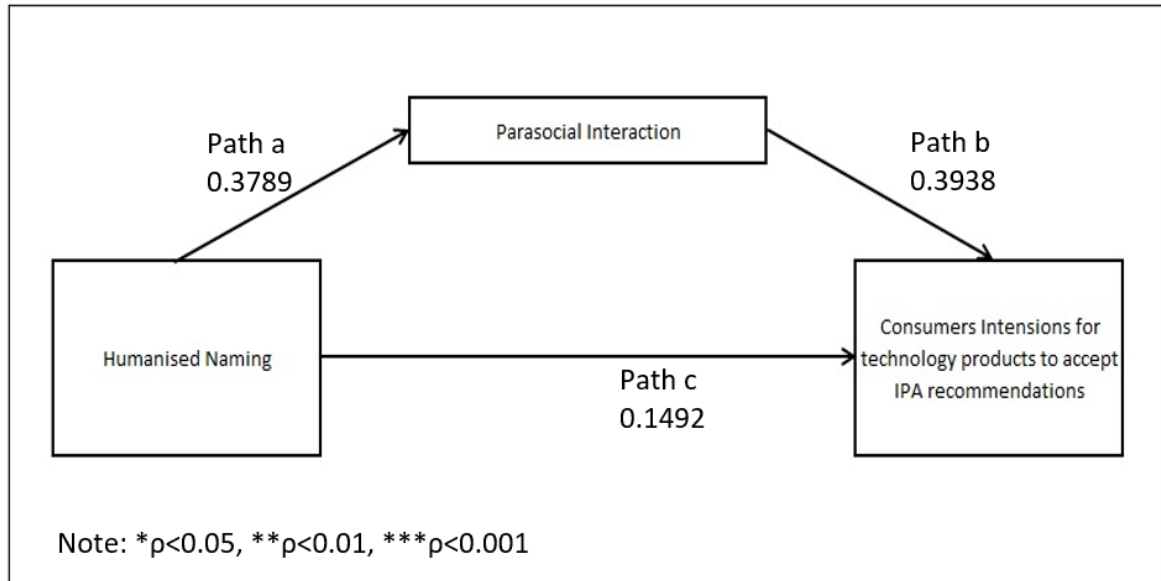 Parasocial Interaction
Path a
0.3789
Path b
0.3938
Humanised Naming
Consumers Intensions for
technology products to accept
IPA recommendations
Path c
0.1492
Note: *ρ<0.05, **ρ<0.01, ***ρ<0.001